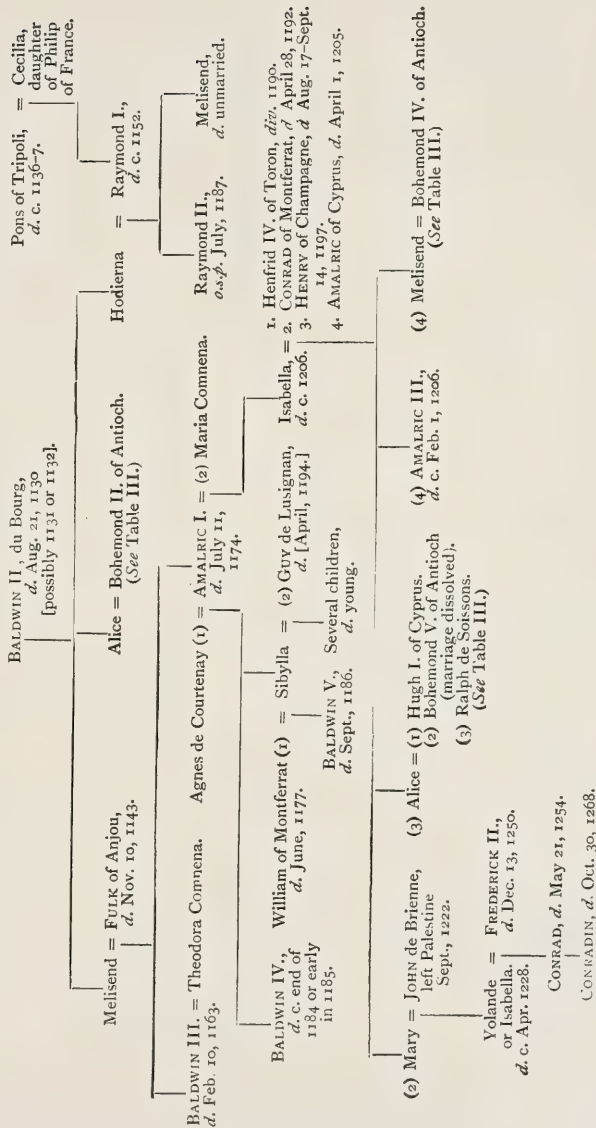 BALDWIN II, du Bourg,
d. Aug. 21, 1130
[possibly 1131 or 1132].
Pons of Tripoli,
d. c. 1136-7.
= Cecilia,
daughter
of Philip
of France.
Melisend = FULK of Anjou,
d. Nov. 10, 1143.
Alice = Bohemond II. of Antioch.
(See Table III.)
Hodierna
= Raymond I.,
d. c. 1152.
BALDWIN III. = Theodora Comnena.
d. Feb. 10, 1163.
Agnes de Courtenay (1) = AMALRIC I. = (2) Maria Comnena.
d. July 11,
1174.
Raymond II.,
o.s.p. July, 1187.
Melisend,
d. unmarried.
BALDWIN IV.,
d. c. end of
1184 or early
in 1185.
William of Montferrat (1) = Sibylla = (2) GUY de Lusignan,
d. June, 1177.
d. [April, 1194.]
Isabella, =
d. c. 1206.
1. Henfrid IV. of Toron, div. 1190.
2. CONRAD of Montferrat, d April 28, 1192.
3. HENRY of Champagne, d Aug. 17-Sept.
14, 1197.
4. AMALRIC of Cyprus, d. April 1, 1205.
BALDWIN V.,
d. Sept., 1186.
Several children,
d. young.
(2) Mary = JOHN de Brienne,
left Palestine
Sept., 1222.
(3) Alice = (1) Hugh I. of Cyprus.
(2) Bohemond V. of Antioch
(marriage dissolved).
(3) Ralph de Soissons.
(See Table III.)
(4) AMALRIC III.,
d. c. Feb. 1, 1206.
(4) Melisend = Bohemond IV. of Antioch.
(See Table III.)
Yolande = FREDERICK II.,
or Isabella.
d. Dec. 13, 1250.
d. c. Apr. 1228.
CONRAD, d. May 21, 1254.
CONRADIN, d. Oct. 30, 1268.